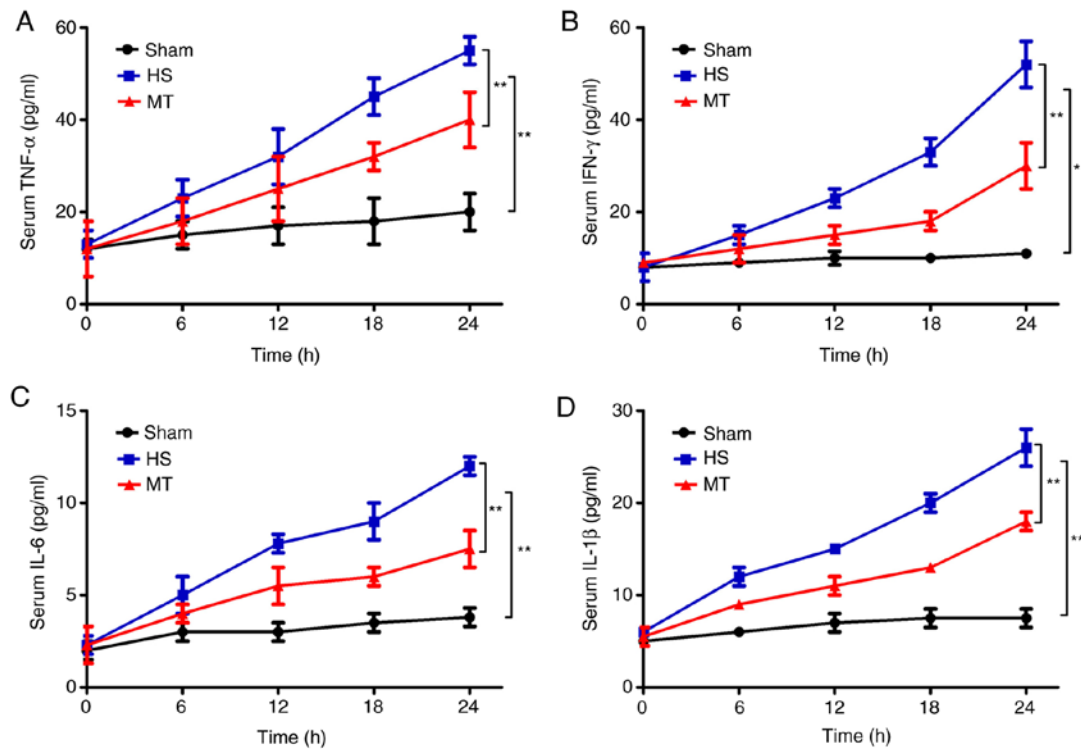 A
60
40
20
0
Serum TNF-α (pg/ml)
Sham
HS
MT
**
**
0 6 12 18 24
Time (h)
B
60
40
20
0
Serum IFN-γ (pg/ml)
Sham
HS
MT
**
*
0 6 12 18 24
Time (h)
C
15
10
5
0
Serum IL-6 (pg/ml)
Sham
HS
MT
**
**
0 6 12 18 24
Time (h)
D
30
20
10
0
Serum IL-1β (pg/ml)
Sham
HS
MT
**
**
0 6 12 18 24
Time (h)